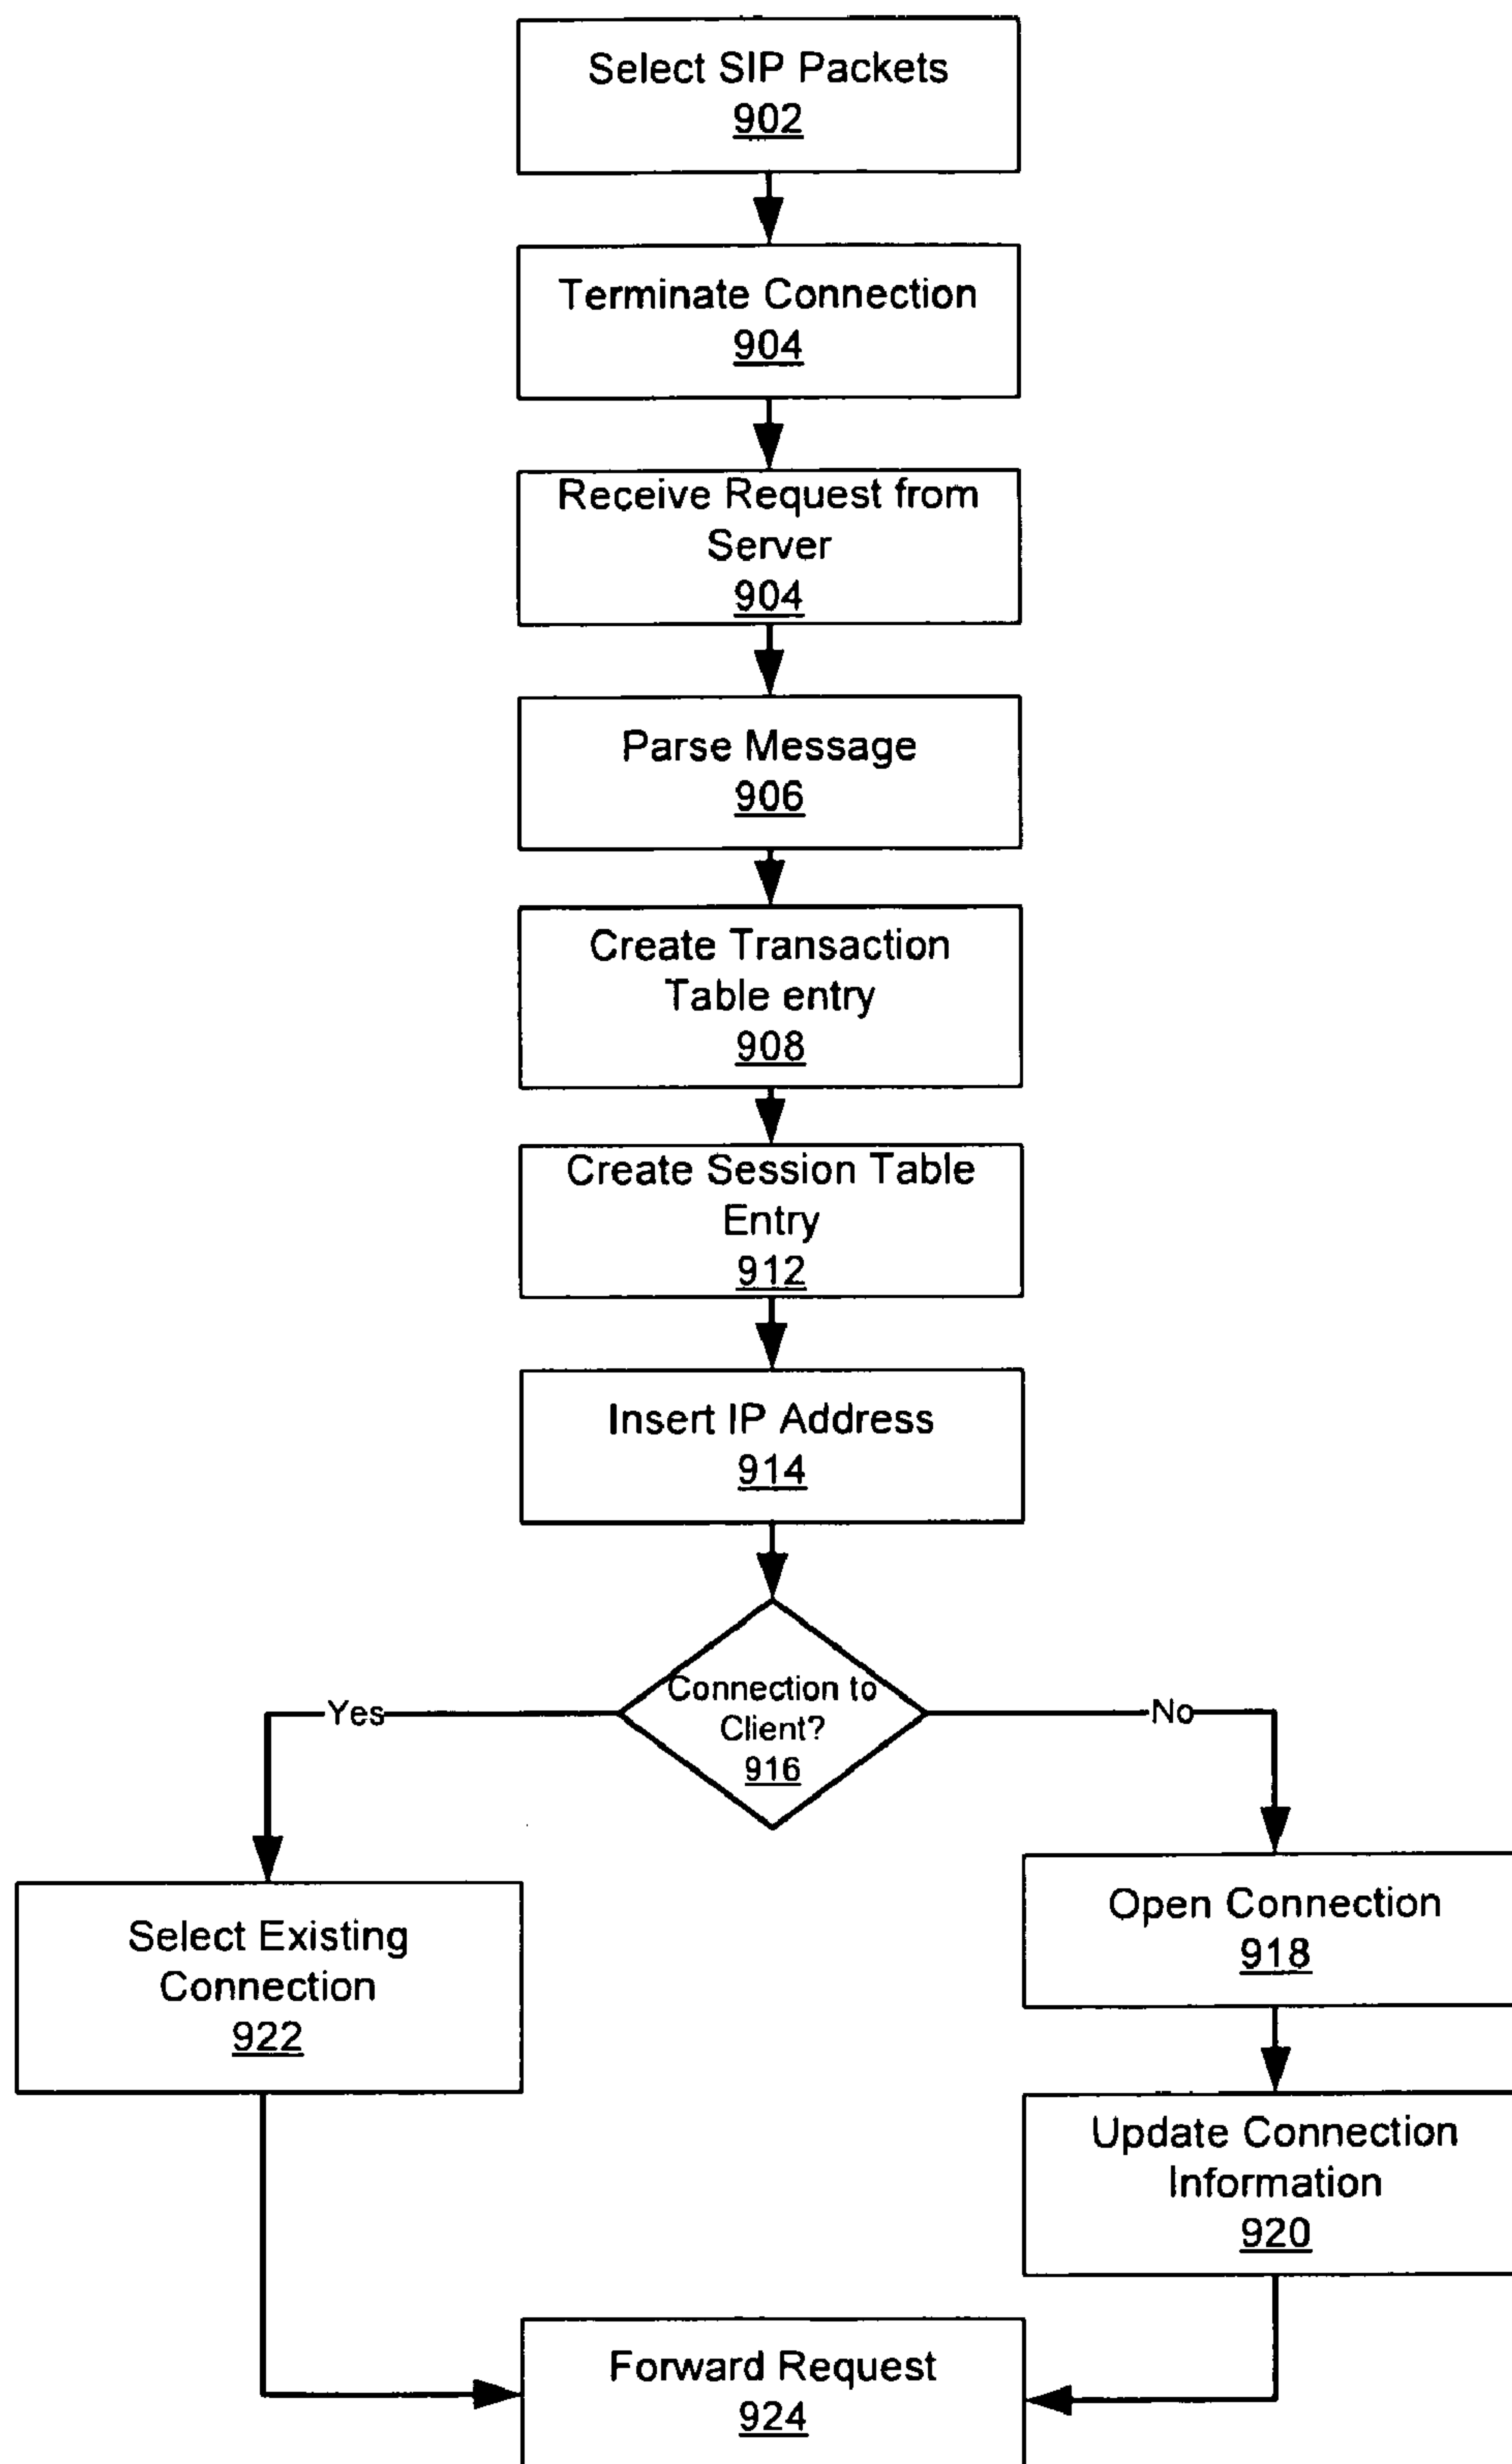 Select SIP Packets
902
Terminate Connection
904
Receive Request from
Server
904
Parse Message
906
Create Transaction
Table entry
908
Create Session Table
Entry
912
Insert IP Address
914
Connection to
Client?
916
Yes
No
Select Existing
Connection
922
Open Connection
918
Update Connection
Information
920
Forward Request
924